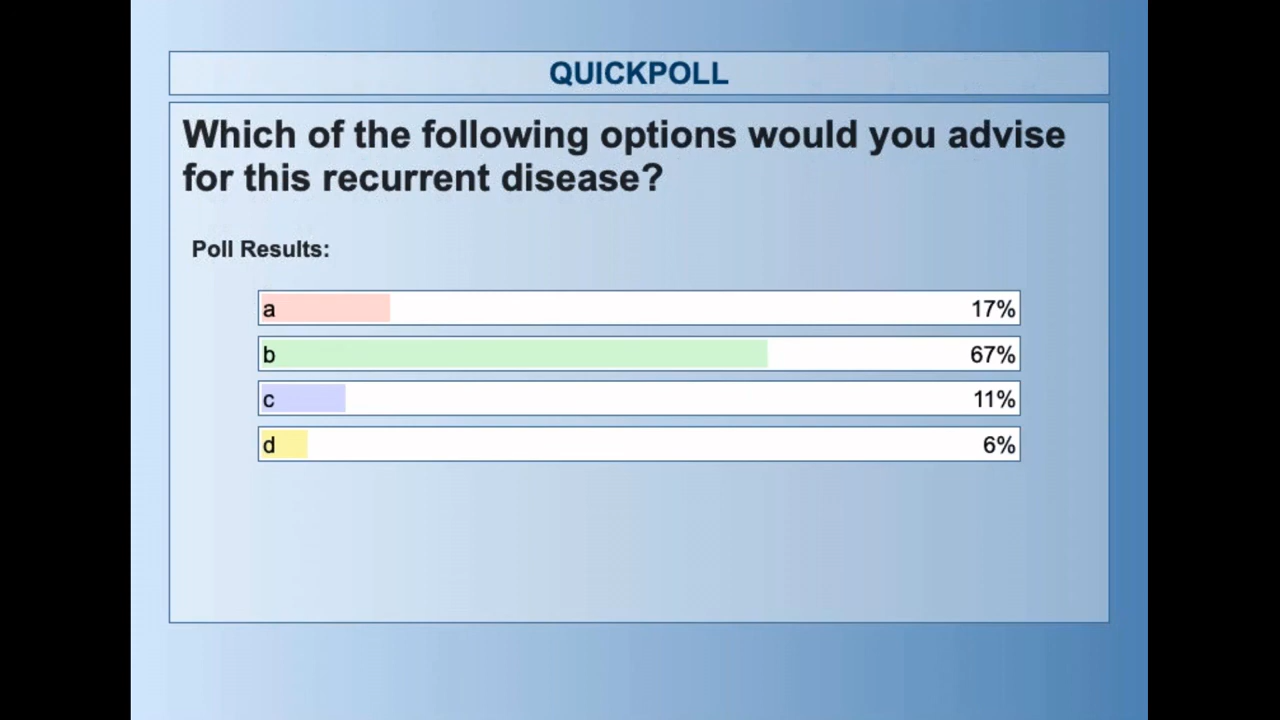 QUICKPOLL
Which of the following options would you advise
for this recurrent disease?
Poll Results:
a 17%
b 67%
c 11%
d 6%